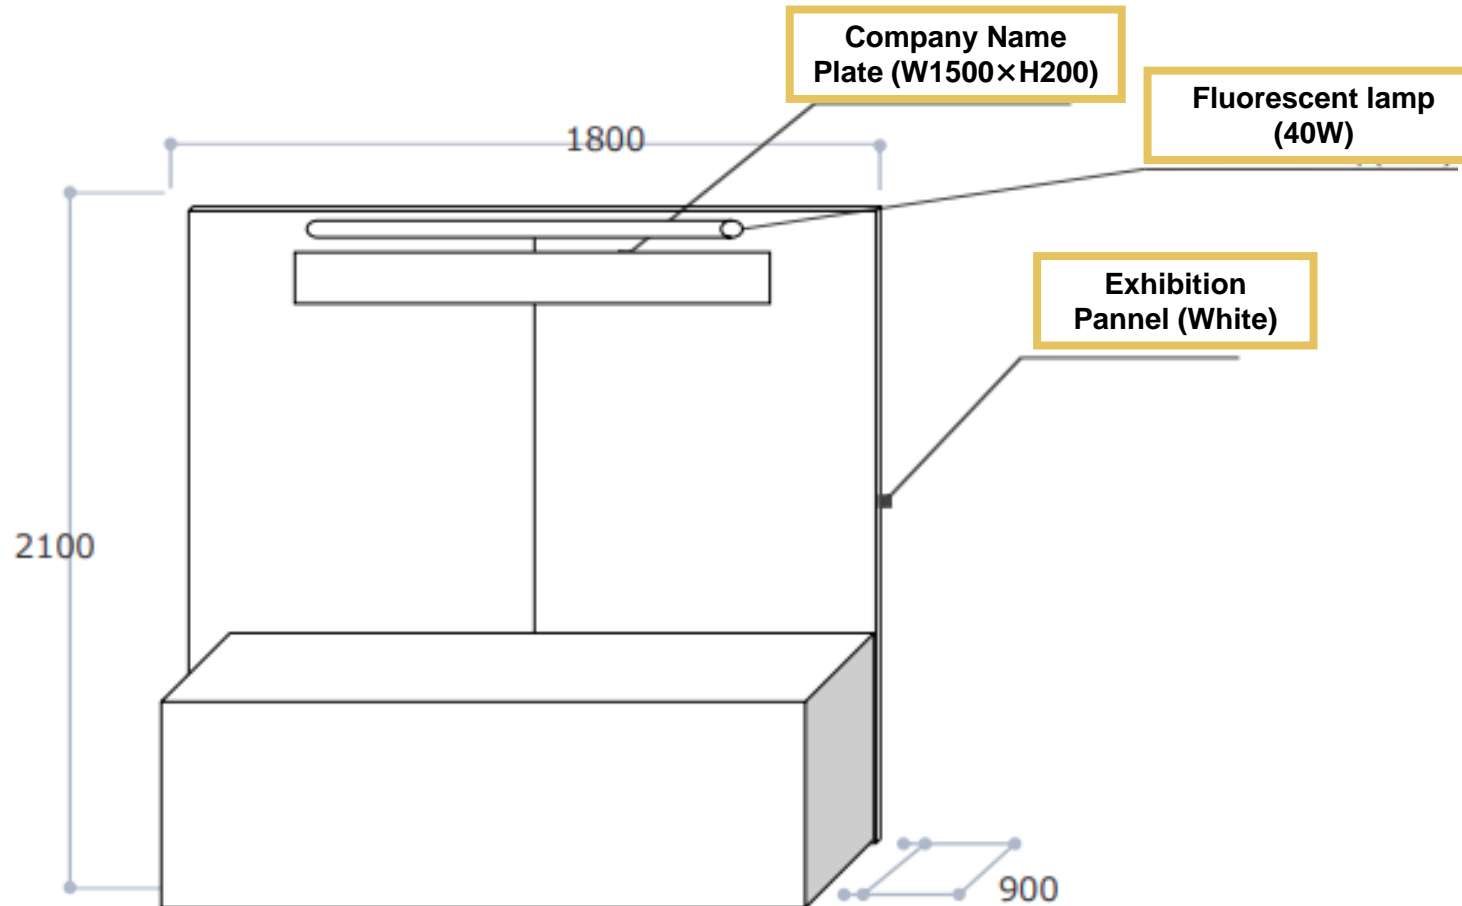 Company Name
Plate (W1500×H200)
Fluorescent lamp
(40W)
1800
Exhibition
Pannel (White)
2100
900